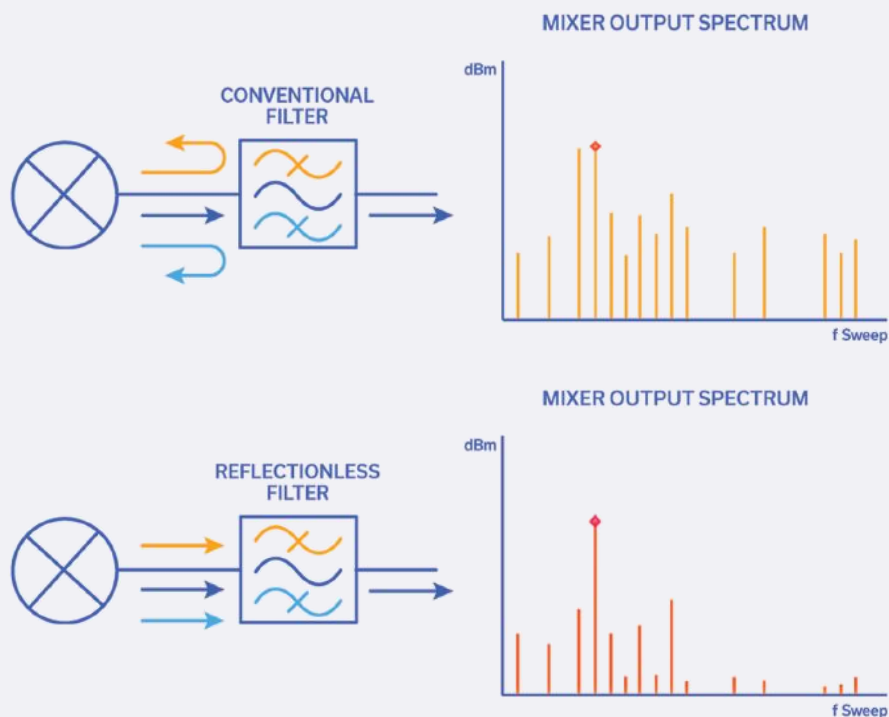 MIXER OUTPUT SPECTRUM
dBm
CONVENTIONAL
FILTER
f Sweep
MIXER OUTPUT SPECTRUM
dBm
REFLECTIONLESS
FILTER
f Sweep